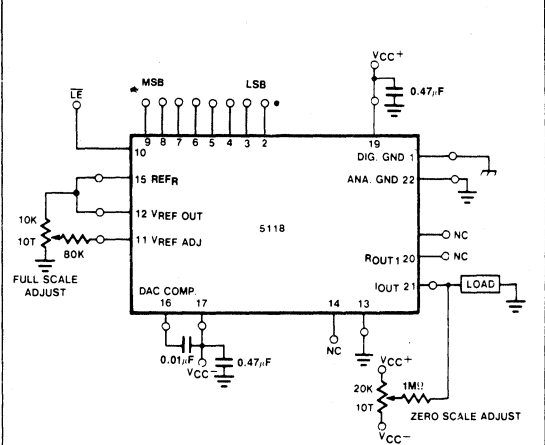 VCC+
MSB
LSB
LE
0.47μF
9 8 7 6 5 4 3 2
19
10
DIG. GND 1
15 REFR
ANA. GND 22
12 VREF OUT
10K
10T
11 VREF ADJ
80K
5118
NC
ROUT1 20
NC
FULL SCALE
ADJUST
IOUT 21
LOAD
DAC COMP.
16 17
14 13
0.01μF
VCC-
0.47μF
NC
VCC+
20K
10T
1MΩ
ZERO SCALE ADJUST
VCC-